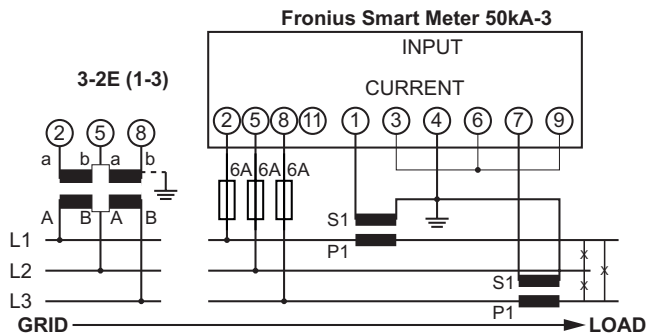 Fronius Smart Meter 50kA-3
INPUT
CURRENT
3-2E (1-3)
2 5 8 11 1 3 4 6 7 9
2 5 8
a b a b
6A 6A 6A
A B A B
S1
P1
L1
L2
L3
S1
P1
x
x
x
GRID LOAD